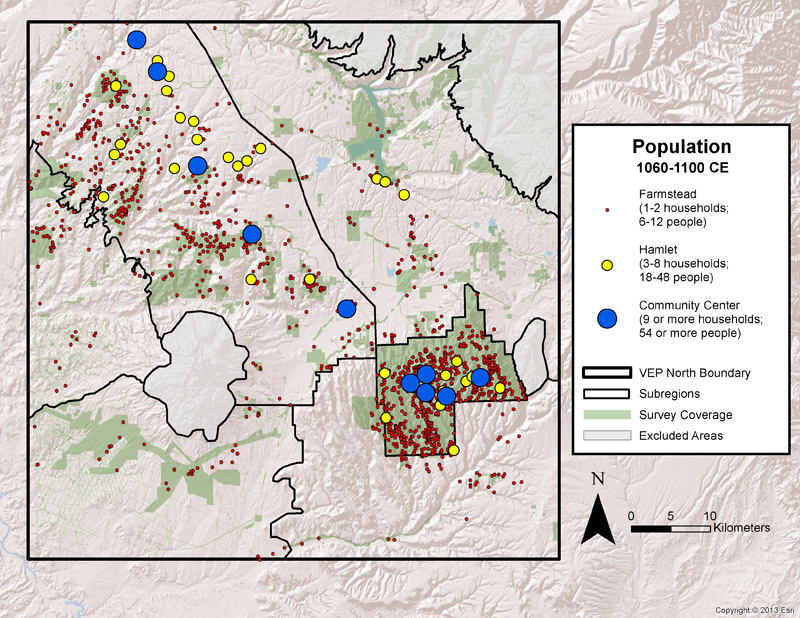 Population
1060-1100 CE
Farmstead
(1-2 households;
6-12 people)
Hamlet
(3-8 households;
18-48 people)
Community Center
(9 or more households;
54 or more people)
VEP North Boundary
Subregions
Survey Coverage
Excluded Areas
N
0 5 10
Kilometers
Copyright:© 2013 Esri